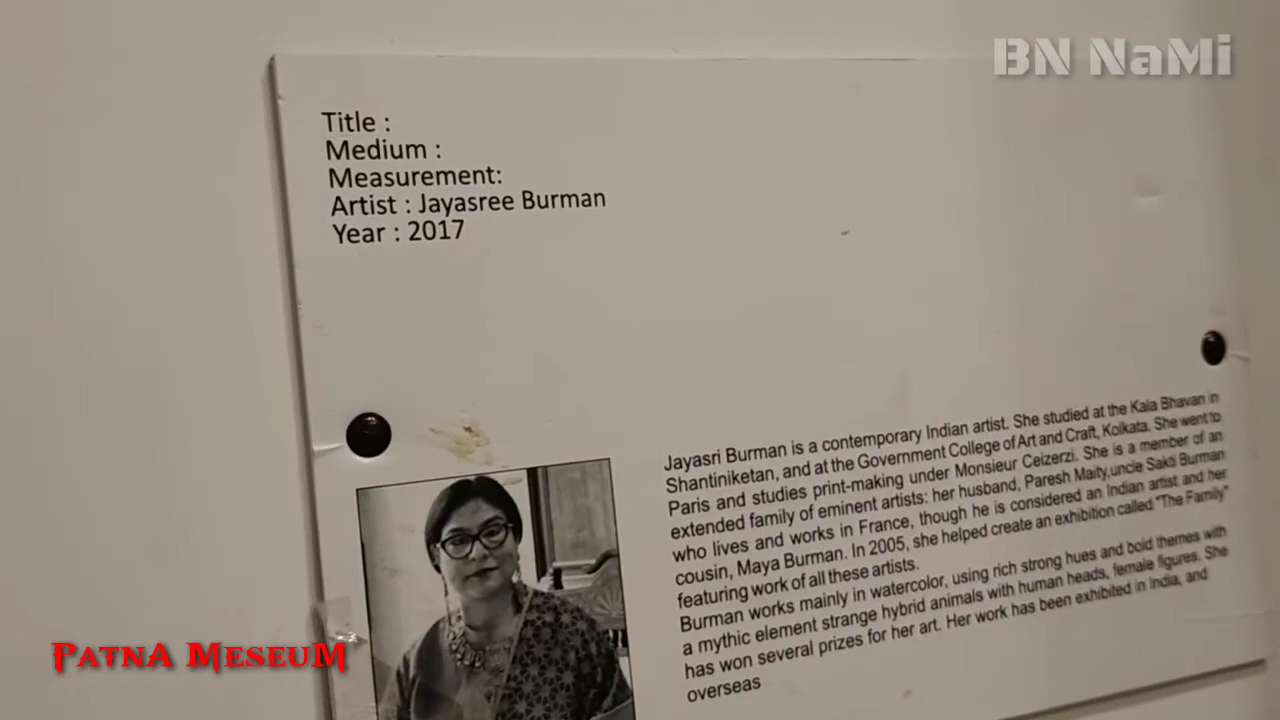 BN NaMi
Title :
Medium :
Measurement:
Artist : Jayasree Burman
Year : 2017
Jayasri Burman is a contemporary Indian artist. She studied at the Kala Bhavan in
Shantiniketan, and at the Government College of Art and Craft, Kolkata. She went to
Paris and studies print-making under Monsieur Ceizerzi. She is a member of an
extended family of eminent artists: her husband, Paresh Maity,uncle Sakti Burman
who lives and works in France, though he is considered an Indian artist and her
cousin, Maya Burman. In 2005, she helped create an exhibition called "The Family"
featuring work of all these artists.
Burman works mainly in watercolor, using rich strong hues and bold themes with
a mythic element strange hybrid animals with human heads, female figures. She
has won several prizes for her art. Her work has been exhibited in India, and
overseas
PATNA MESEUM